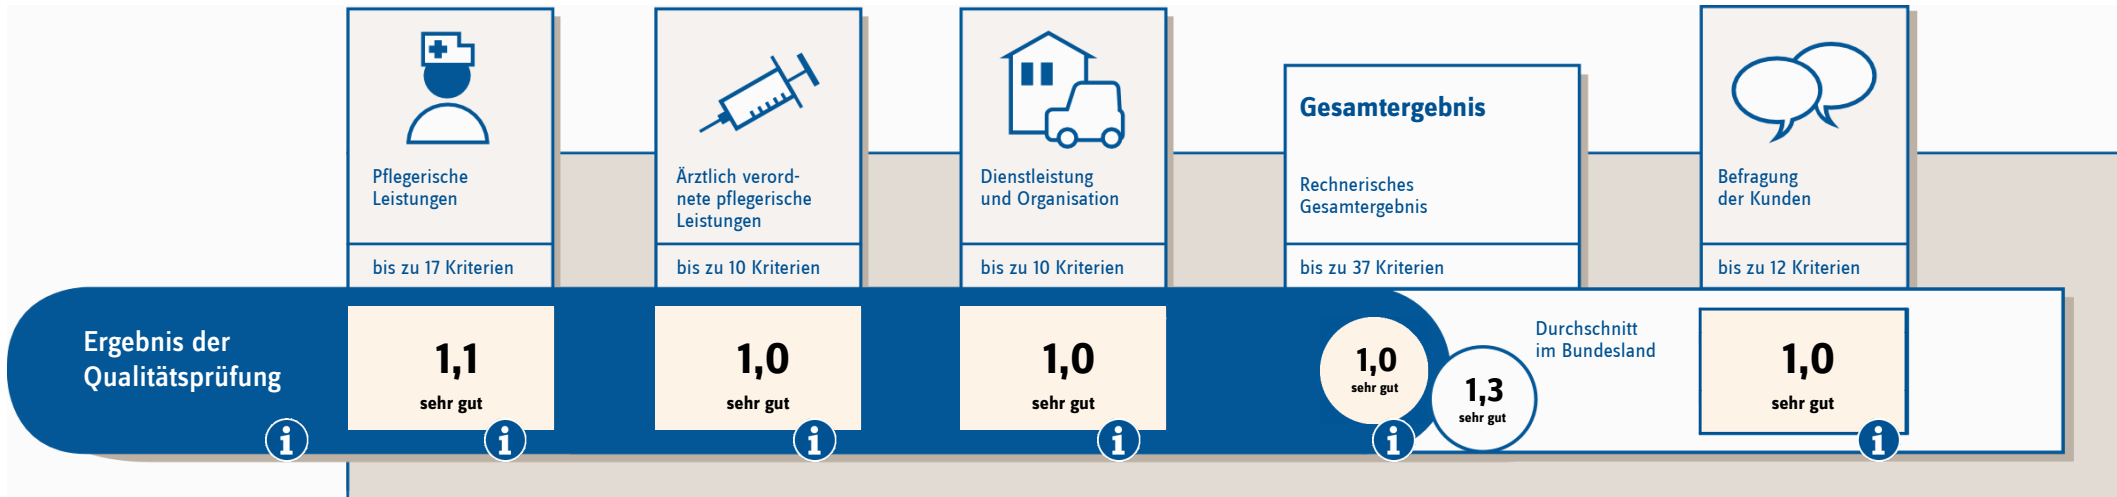 Pflegerische
Leistungen
bis zu 17 Kriterien
Ärztlich verord-
nete pflegerische
Leistungen
bis zu 10 Kriterien
Dienstleistung
und Organisation
bis zu 10 Kriterien
Gesamtergebnis
Rechnerisches
Gesamtergebnis
bis zu 37 Kriterien
Befragung
der Kunden
bis zu 12 Kriterien
Ergebnis der
Qualitätsprüfung
i
1,1
sehr gut
i
1,0
sehr gut
i
1,0
sehr gut
i
1,0
sehr gut
i
1,3
sehr gut
Durchschnitt
im Bundesland
1,0
sehr gut
i